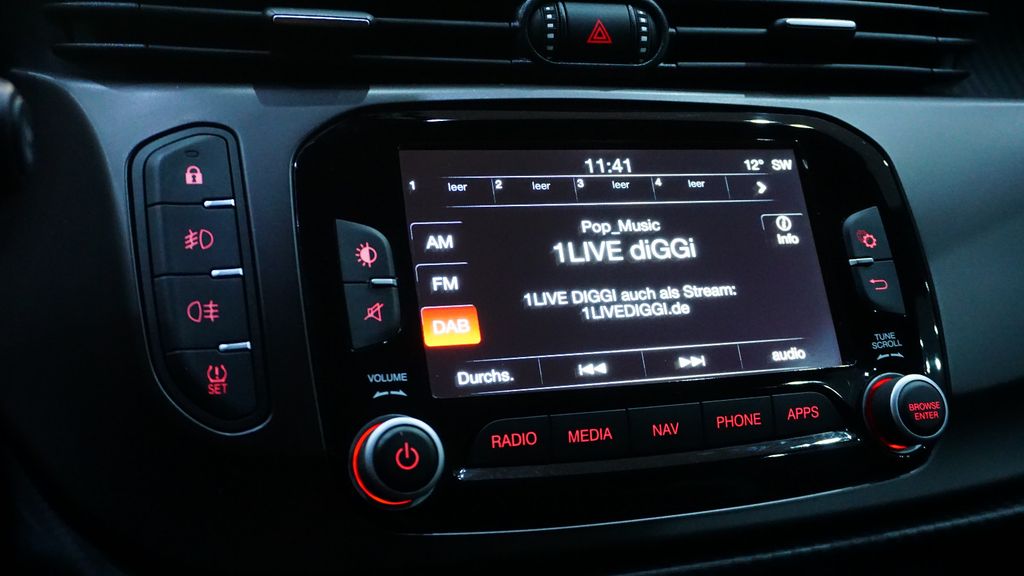 11:41
12° SW
1 leer 2 leer 3 leer 4 leer
Pop_Music
1LIVE diGGi
i Info
AM
FM
DAB
1LIVE DIGGI auch als Stream:
1LIVEDIGGI.de
Durchs.
audio
SET
VOLUME
TUNE
SCROLL
RADIO MEDIA NAV PHONE APPS
BROWSE
ENTER